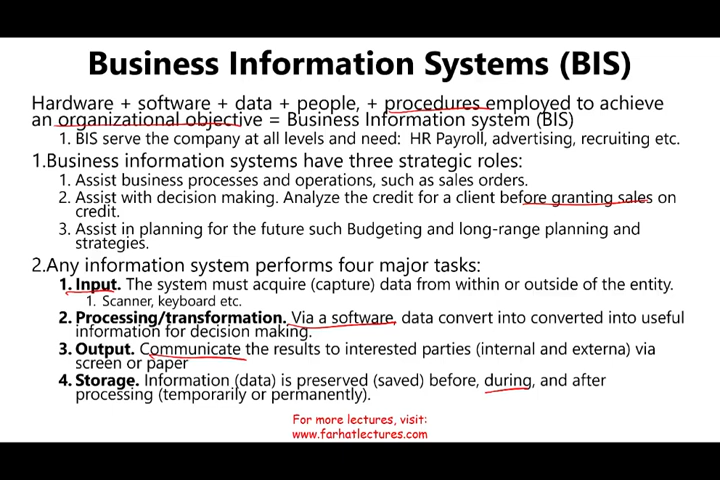 Business Information Systems (BIS)
Hardware + software + data + people, + procedures employed to achieve
an organizational objective = Business Information system (BIS)
1. BIS serve the company at all levels and need: HR Payroll, advertising, recruiting etc.
1.Business information systems have three strategic roles:
1. Assist business processes and operations, such as sales orders.
2. Assist with decision making. Analyze the credit for a client before granting sales on
credit.
3. Assist in planning for the future such Budgeting and long-range planning and
strategies.
2.Any information system performs four major tasks:
1. Input. The system must acquire (capture) data from within or outside of the entity.
1. Scanner, keyboard etc.
2. Processing/transformation. Via a software, data convert into converted into useful
information for decision making.
3. Output. Communicate the results to interested parties (internal and externa) via
screen or paper
4. Storage. Information (data) is preserved (saved) before, during, and after
processing (temporarily or permanently).
For more lectures, visit:
www.farhatlectures.com